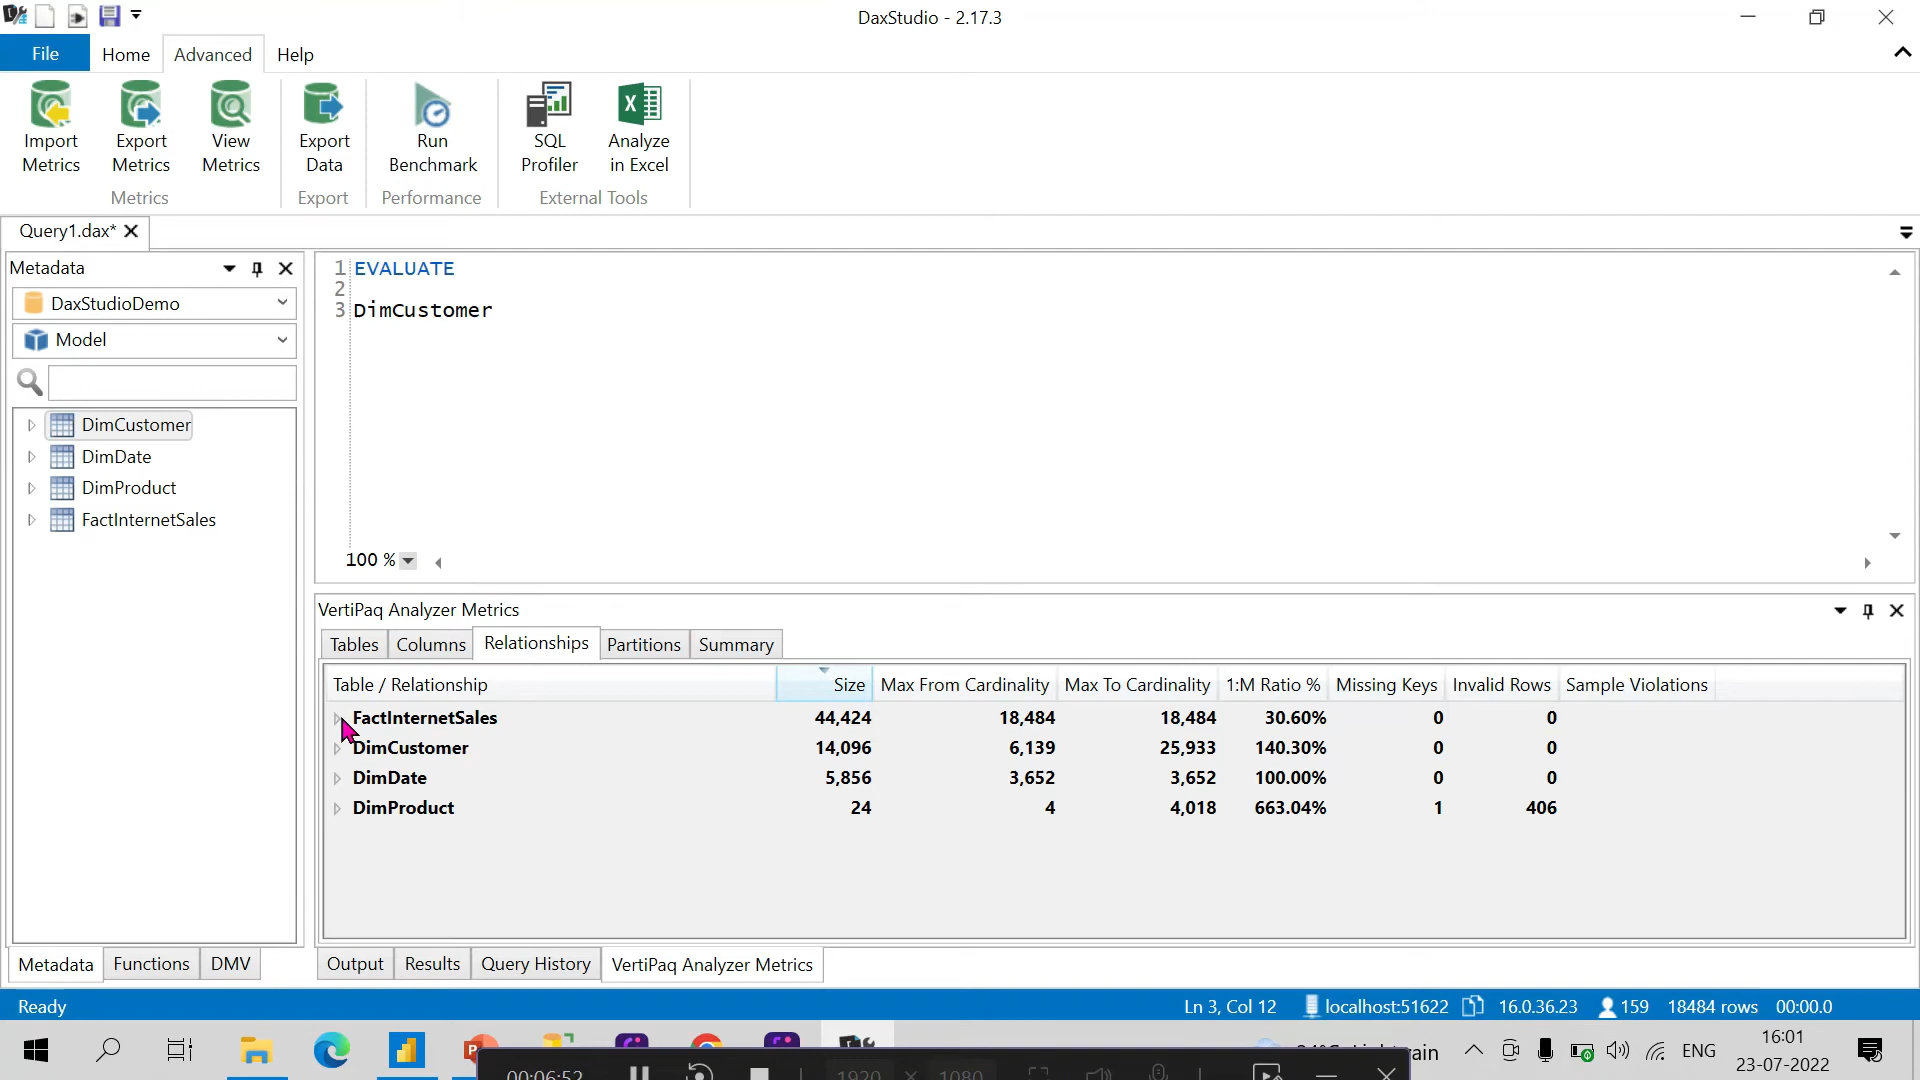 DaxStudio - 2.17.3
File Home Advanced Help
Import Metrics
Export Metrics
View Metrics
Export Data
Run Benchmark
SQL Profiler
Analyze in Excel
Metrics Export Performance External Tools
Query1.dax*
Metadata
DaxStudioDemo
Model
DimCustomer
DimDate
DimProduct
FactInternetSales
1 EVALUATE
2
3 DimCustomer
100 %
VertiPaq Analyzer Metrics
Tables Columns Relationships Partitions Summary
Table / Relationship Size Max From Cardinality Max To Cardinality 1:M Ratio % Missing Keys Invalid Rows Sample Violations
FactInternetSales 44,424 18,484 18,484 30.60% 0 0
DimCustomer 14,096 6,139 25,933 140.30% 0 0
DimDate 5,856 3,652 3,652 100.00% 0 0
DimProduct 24 4 4,018 663.04% 1 406
Metadata Functions DMV
Output Results Query History VertiPaq Analyzer Metrics
Ready Ln 3, Col 12 localhost:51622 16.0.36.23 159 18484 rows 00:00.0
ENG
16:01
23-07-2022
00:06:52 1920 × 1080